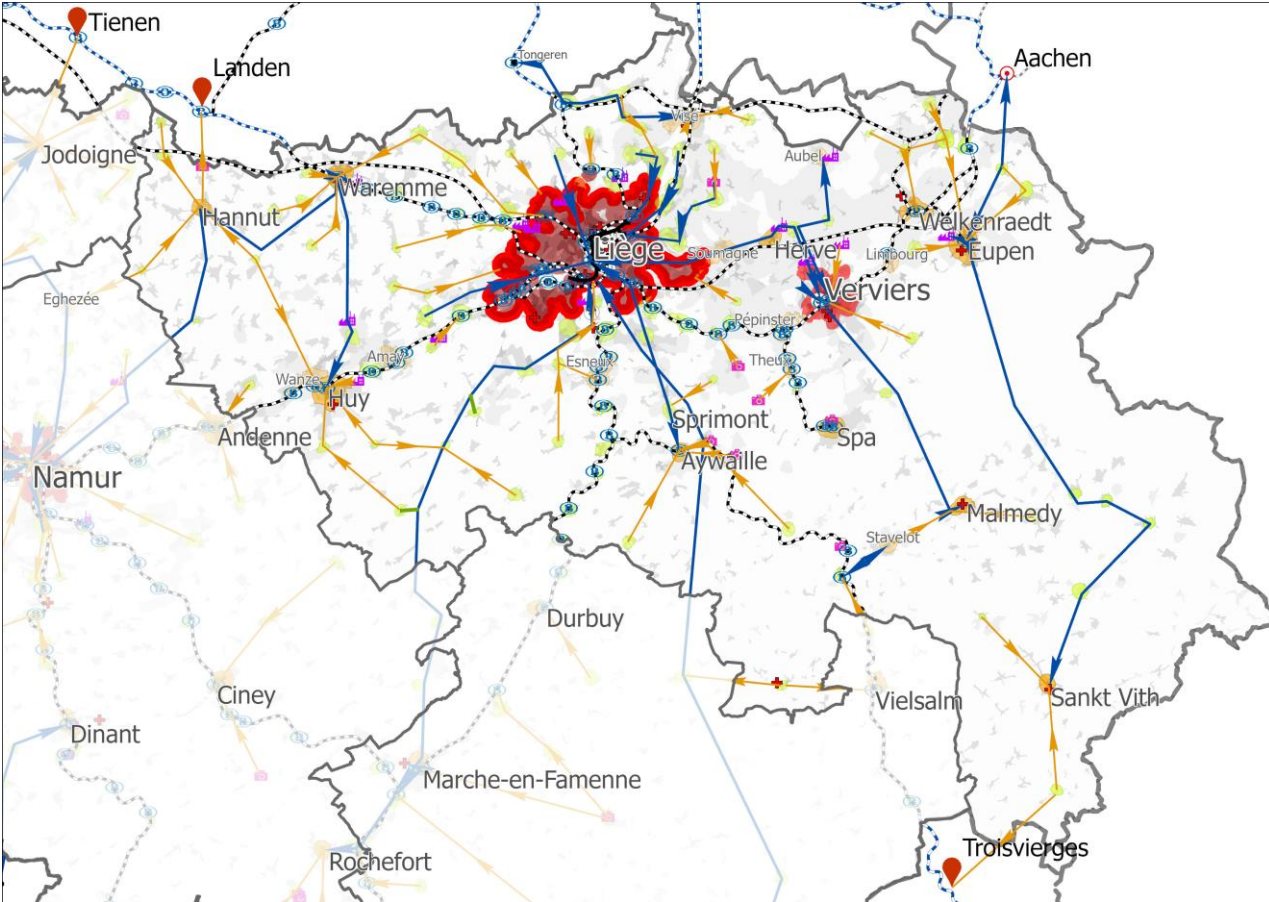 Tienen
Landen
Tongeren
Aachen
Visé
Jodoigne
Aubel
Waremme
Hannut
Welkenraedt
Liège
Soumagne
Herve
Limbourg
Eupen
Eghezée
Verviers
Pépinster
Amay
Esneux
Theux
Wanze
Huy
Andenne
Sprimont
Spa
Aywaille
Namur
Malmedy
Stavelot
Durbuy
Ciney
Vielsalm
Sankt Vith
Dinant
Marche-en-Famenne
Troisvierges
Rochefort